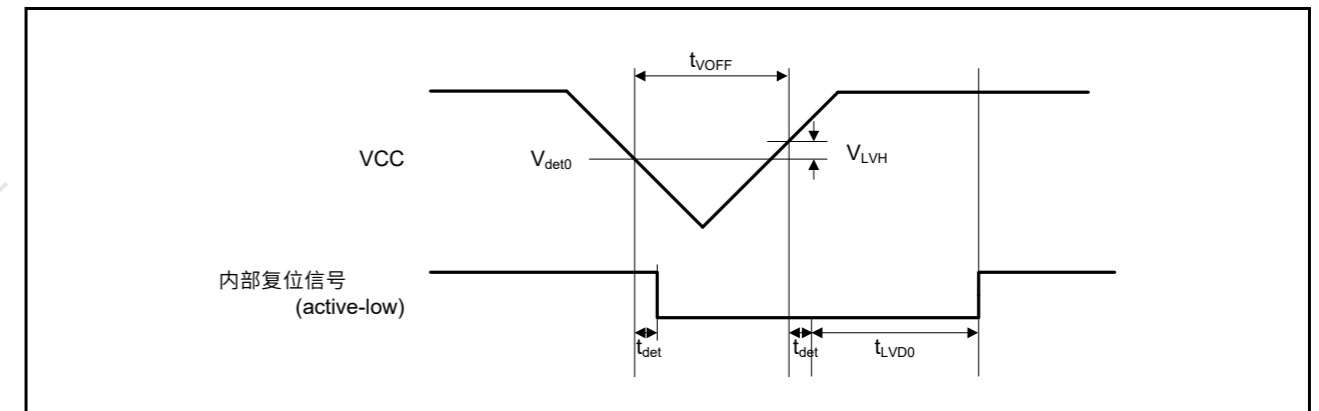 tVOFF
VCC
Vdet0
VLVH
内部复位信号
(active-low)
tdet
tdet
tLVD0